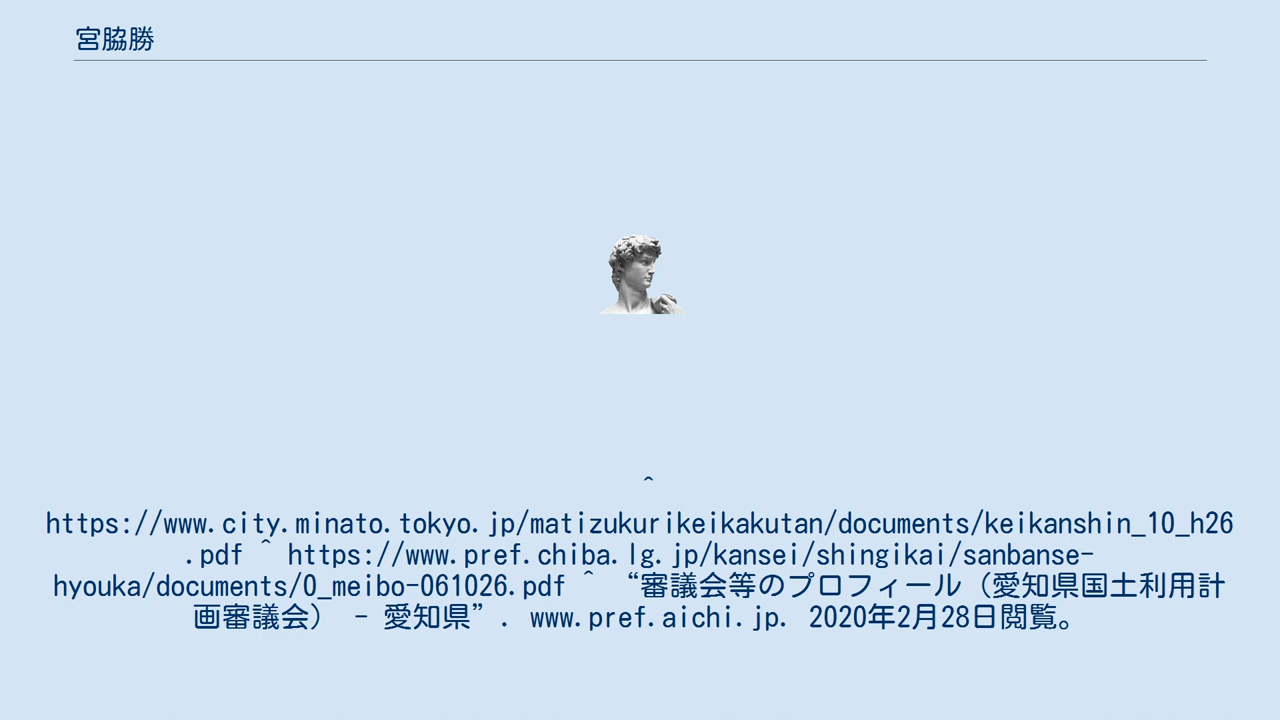 宮脇勝
^
https://www.city.minato.tokyo.jp/matizukurikeikakutan/documents/keikanshin_10_h26
.pdf ^ https://www.pref.chiba.lg.jp/kansei/shingikai/sanbanse-
hyouka/documents/0_meibo-061026.pdf ^ “審議会等のプロフィール（愛知県国土利用計
画審議会） - 愛知県”. www.pref.aichi.jp. 2020年2月28日閲覧。